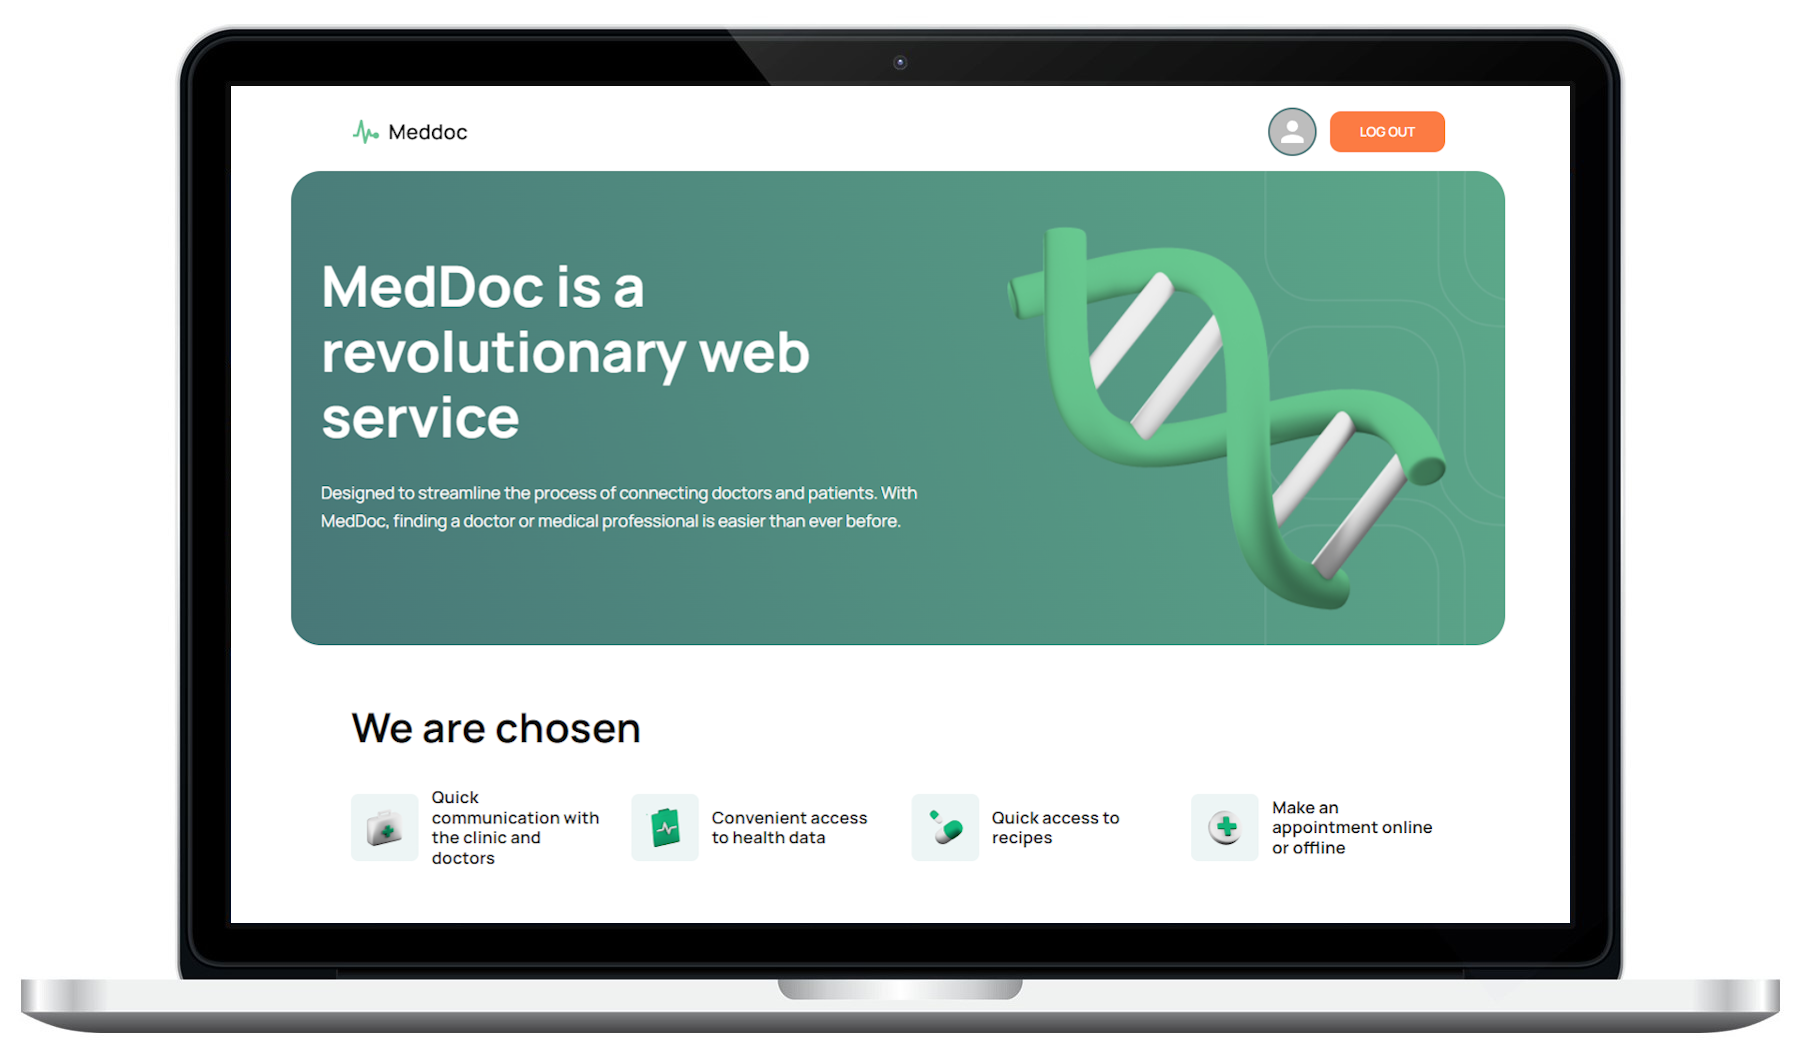 Meddoc
LOG OUT
MedDoc is a
revolutionary web
service
Designed to streamline the process of connecting doctors and patients. With
MedDoc, finding a doctor or medical professional is easier than ever before.
We are chosen
Quick
communication with
the clinic and
doctors
Convenient access
to health data
Quick access to
recipes
Make an
appointment online
or offline